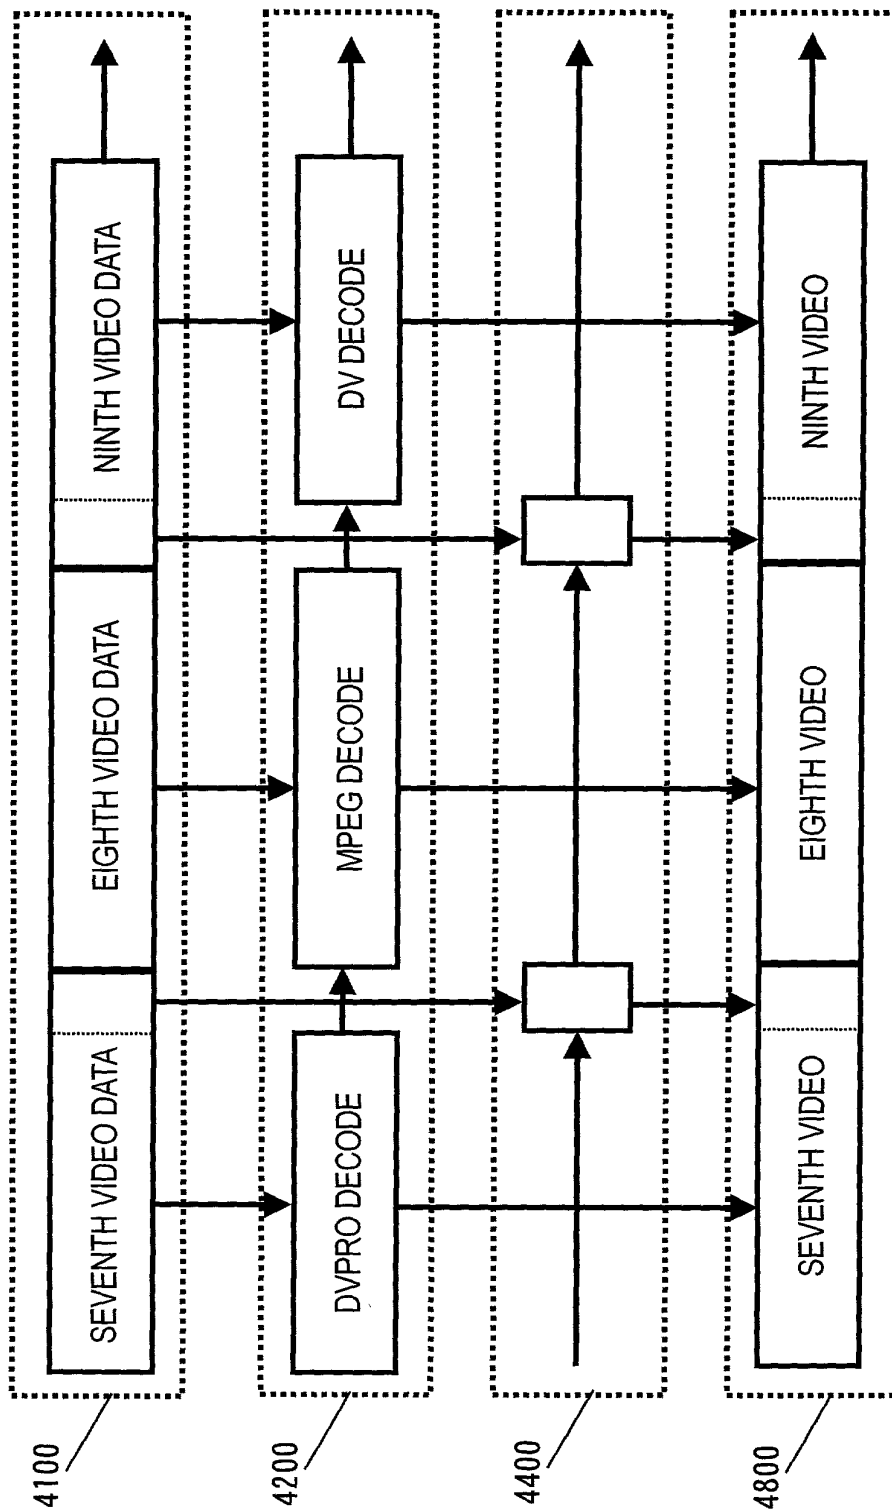 4100
SEVENTH VIDEO DATA
EIGHTH VIDEO DATA
NINTH VIDEO DATA
4200
DVPRO DECODE
MPEG DECODE
DV DECODE
4400
4800
SEVENTH VIDEO
EIGHTH VIDEO
NINTH VIDEO